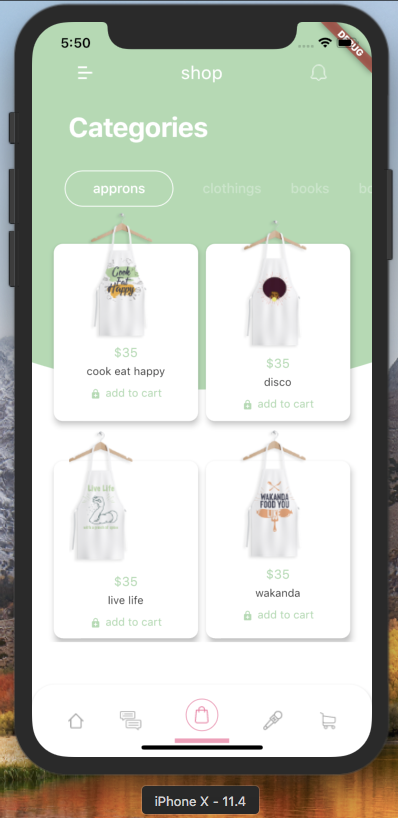 5:50
DEBUG
shop
Categories
approns clothings books bo
Cook
Eat
Happy
$35
cook eat happy
add to cart
$35
disco
add to cart
Live Life
$35
live life
add to cart
WAKANDA
FOOD YOU
$35
wakanda
add to cart
iPhone X - 11.4